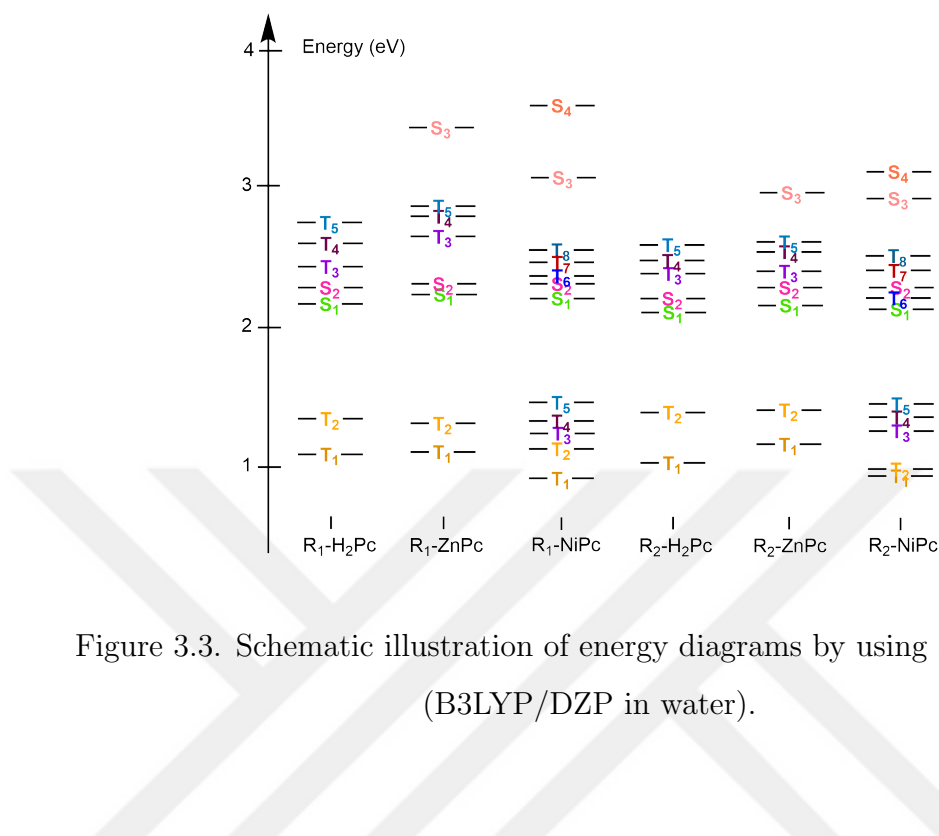 4 Energy (eV)
S₄
S₃
S₄
3 S₃ S₃ S₃
T₅ T₅ T₈ T₅ T₅ T₈
T₄ T₄ T₇ T₄ T₄ T₇
T₃ T₃ T₆ T₃ T₃ S₂
S₂ S₂ S₂ S₂ S₂ T₆
S₁ S₁ S₁ S₁ S₁ S₁
2
T₅ T₅
T₄ T₄
T₃ T₃
T₂ T₂ T₂ T₂ T₂ T₂
1 T₁ T₁ T₁ T₁ T₁ T₁
R₁-H₂Pc R₁-ZnPc R₁-NiPc R₂-H₂Pc R₂-ZnPc R₂-NiPc
Figure 3.3. Schematic illustration of energy diagrams by using
(B3LYP/DZP in water).